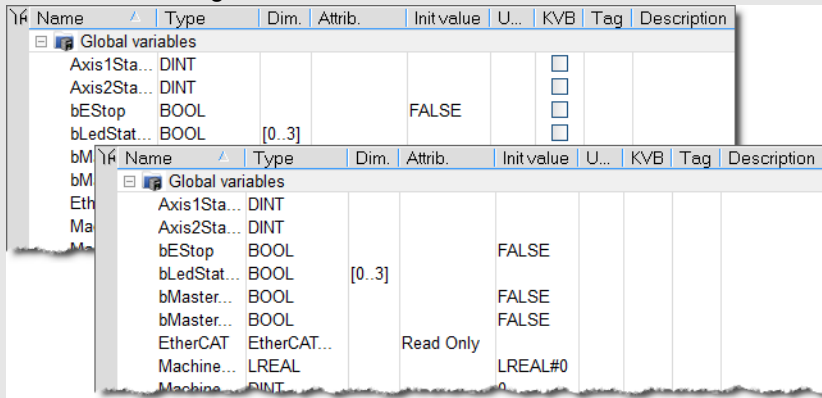 Name Type Dim. Attrib. Init value U... KVB Tag Description
Global variables
Axis1Sta... DINT
Axis2Sta... DINT
bEStop BOOL FALSE
bLedStat... BOOL [0..3]
bM
bM
Eth
Ma
Name Type Dim. Attrib. Init value U... KVB Tag Description
Global variables
Axis1Sta... DINT
Axis2Sta... DINT
bEStop BOOL FALSE
bLedStat... BOOL [0..3]
bMaster... BOOL FALSE
bMaster... BOOL FALSE
EtherCAT EtherCAT... Read Only
Machine... LREAL LREAL#0
Machine... DINT 0